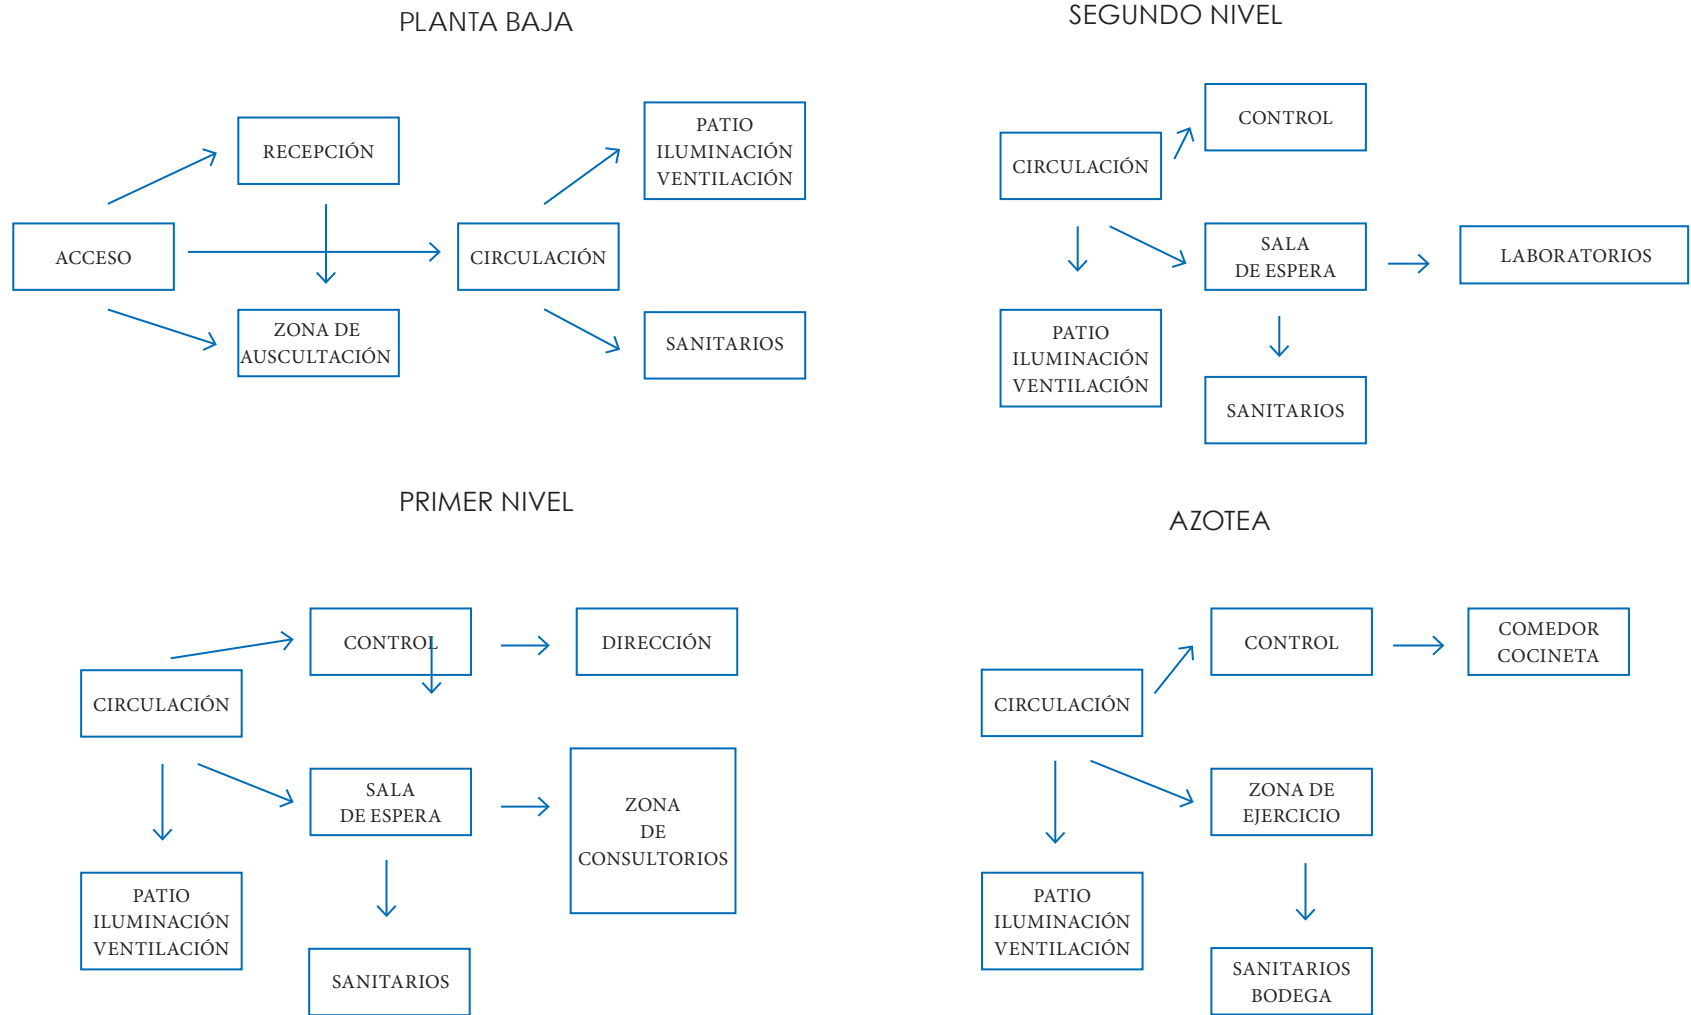 PLANTA BAJA
RECEPCIÓN
PATIO
ILUMINACIÓN
VENTILACIÓN
ACCESO
CIRCULACIÓN
ZONA DE
AUSCULTACIÓN
SANITARIOS
SEGUNDO NIVEL
CONTROL
CIRCULACIÓN
SALA
DE ESPERA
LABORATORIOS
PATIO
ILUMINACIÓN
VENTILACIÓN
SANITARIOS
PRIMER NIVEL
CONTROL
DIRECCIÓN
CIRCULACIÓN
SALA
DE ESPERA
ZONA
DE
CONSULTORIOS
PATIO
ILUMINACIÓN
VENTILACIÓN
SANITARIOS
AZOTEA
CONTROL
COMEDOR
COCINETA
CIRCULACIÓN
ZONA DE
EJERCICIO
PATIO
ILUMINACIÓN
VENTILACIÓN
SANITARIOS
BODEGA